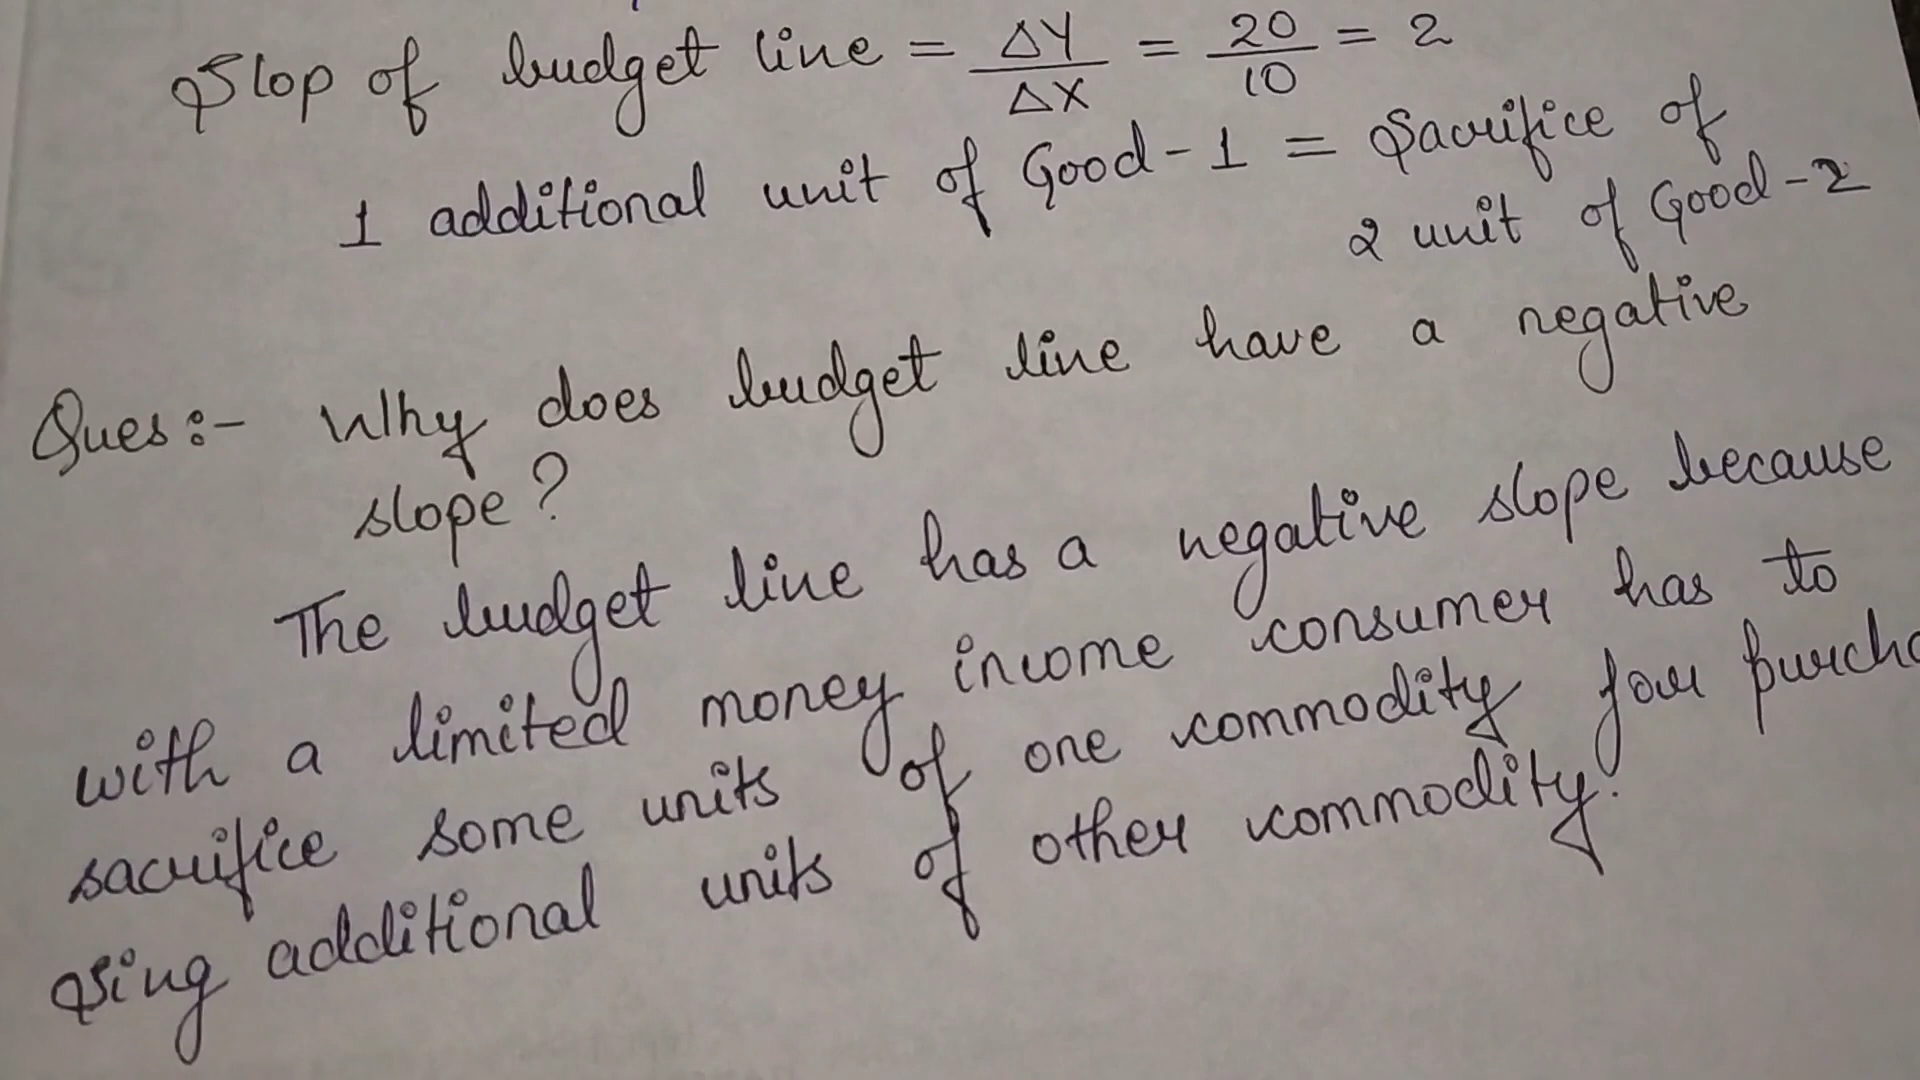 Slop of budget line = ΔY/ΔX = 20/10 = 2
1 additional unit of Good-1 = Sacrifice of
2 unit of Good-2
Ques:- Why does budget line have a negative
slope?
The budget line has a negative slope because
with a limited money income consumer has to
sacrifice some units of one commodity for purcha
sing additional units of other commodity.